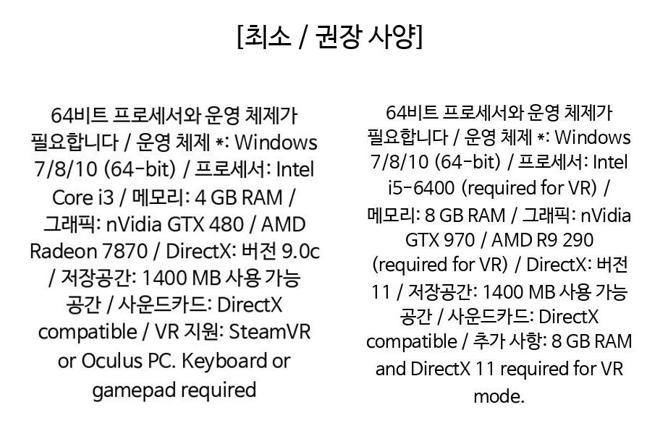 [최소 / 권장 사양]
64비트 프로세서와 운영 체제가
필요합니다 / 운영 체제 *: Windows
7/8/10 (64-bit) / 프로세서: Intel
Core i3 / 메모리: 4 GB RAM /
그래픽: nVidia GTX 480 / AMD
Radeon 7870 / DirectX: 버전 9.0c
/ 저장공간: 1400 MB 사용 가능
공간 / 사운드카드: DirectX
compatible / VR 지원: SteamVR
or Oculus PC. Keyboard or
gamepad required
64비트 프로세서와 운영 체제가
필요합니다 / 운영 체제 *: Windows
7/8/10 (64-bit) / 프로세서: Intel
i5-6400 (required for VR) /
메모리: 8 GB RAM / 그래픽: nVidia
GTX 970 / AMD R9 290
(required for VR) / DirectX: 버전
11 / 저장공간: 1400 MB 사용 가능
공간 / 사운드카드: DirectX
compatible / 추가 사항: 8 GB RAM
and DirectX 11 required for VR
mode.